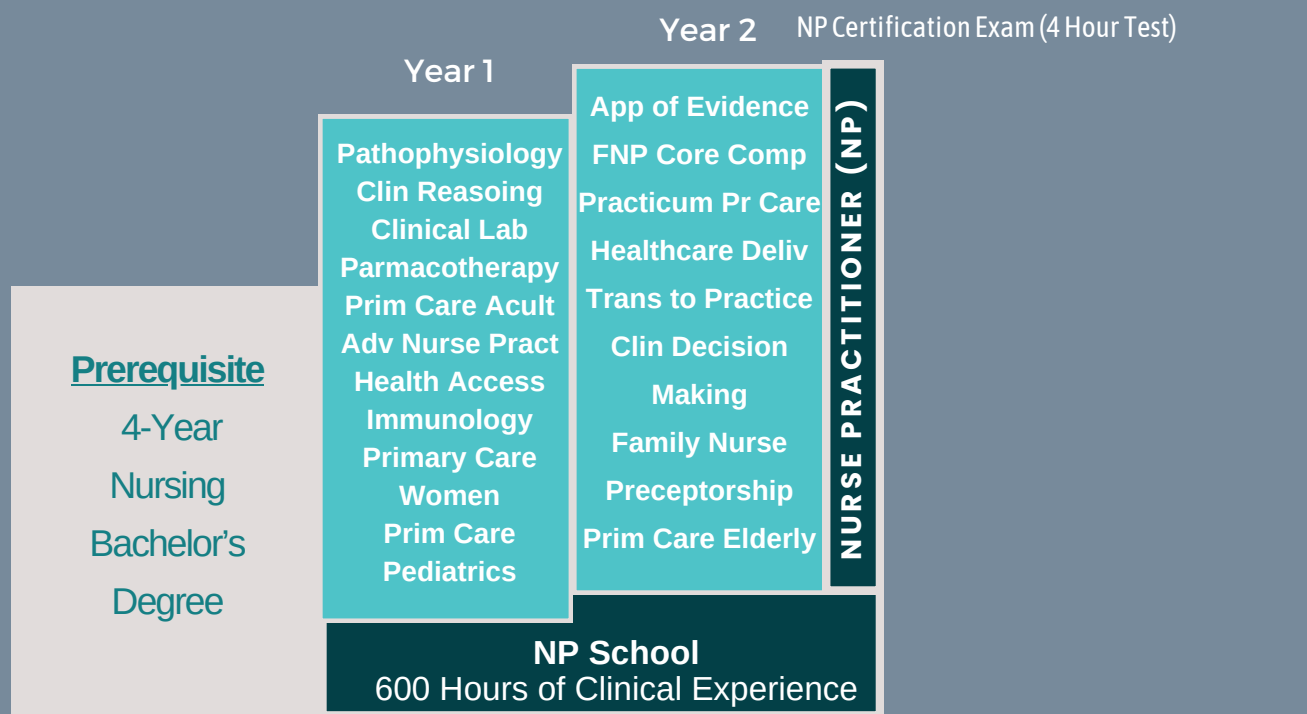 Year 2
NP Certification Exam (4 Hour Test)
Year 1
Prerequisite
4-Year
Nursing
Bachelor’s
Degree
Pathophysiology
Clin Reasoing
Clinical Lab
Parmacotherapy
Prim Care Acult
Adv Nurse Pract
Health Access
Immunology
Primary Care
Women
Prim Care
Pediatrics
App of Evidence
FNP Core Comp
Practicum Pr Care
Healthcare Deliv
Trans to Practice
Clin Decision
Making
Family Nurse
Preceptorship
Prim Care Elderly
NURSE PRACTITIONER (NP)
NP School
600 Hours of Clinical Experience